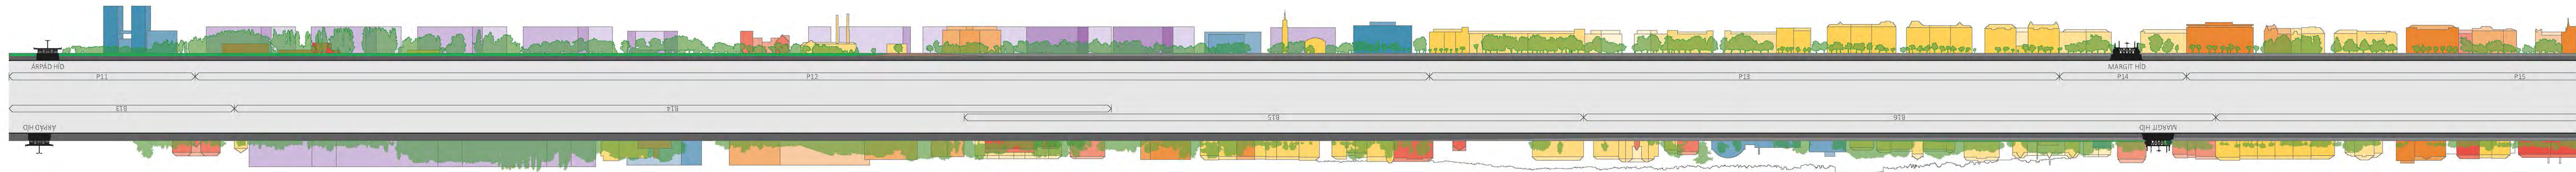 ÁRPÁD HÍD
MARGIT HÍD
P11
P12
P13
P14
P15
B13
B14
B15
B16
ÁRPÁD HÍD
MARGIT HÍD